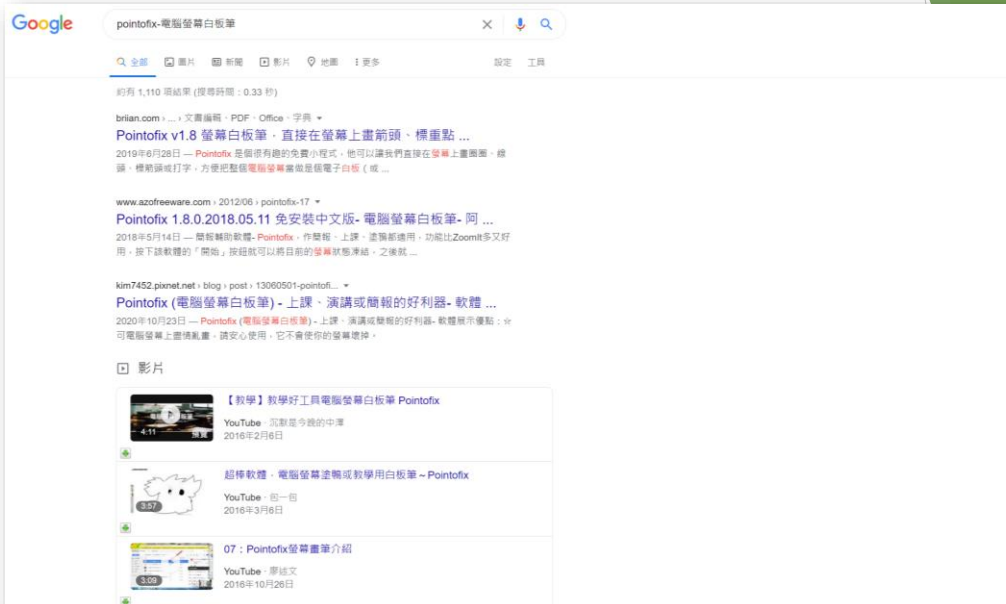 Google
pointofix-電腦螢幕白板筆
全部 圖片 新聞 影片 地圖 更多 設定 工具
約有 1,110 項結果 (搜尋時間：0.33 秒)
briian.com › ... › 文書編輯、PDF、Office、字典
Pointofix v1.8 螢幕白板筆，直接在螢幕上畫箭頭、標重點 ...
2019年6月28日 — Pointofix 是個很有趣的免費小程式，他可以讓我們直接在螢幕上畫圈圈、線
頭、標箭頭或打字，方便把整個電腦螢幕當做是個電子白板 ( 或 ...
www.azofreeware.com › 2012/06 › pointofix-17
Pointofix 1.8.0.2018.05.11 免安裝中文版- 電腦螢幕白板筆- 阿 ...
2018年5月14日 — 簡報輔助軟體- Pointofix，作簡報、上課、塗鴉都適用，功能比ZoomIt多又好
用，按下該軟體的「開始」按鈕就可以將目前的螢幕狀態凍結，之後就 ...
kim7452.pixnet.net › blog › post › 13060501-pointofi...
Pointofix (電腦螢幕白板筆) - 上課、演講或簡報的好利器- 軟體 ...
2020年10月23日 — Pointofix (電腦螢幕白板筆) - 上課、演講或簡報的好利器- 軟體展示優點：☆
可電腦螢幕上盡情亂畫，請安心使用，它不會使你的螢幕壞掉。
影片
【教學】教學好工具電腦螢幕白板筆 Pointofix
YouTube · 沉默是今晚的中澤
2016年2月6日
4:11
預覽
超棒軟體，電腦螢幕塗鴨或教學用白板筆～Pointofix
YouTube · 包一包
2016年3月6日
3:57
07：Pointofix螢幕畫筆介紹
YouTube · 廖述文
2016年10月26日
3:09